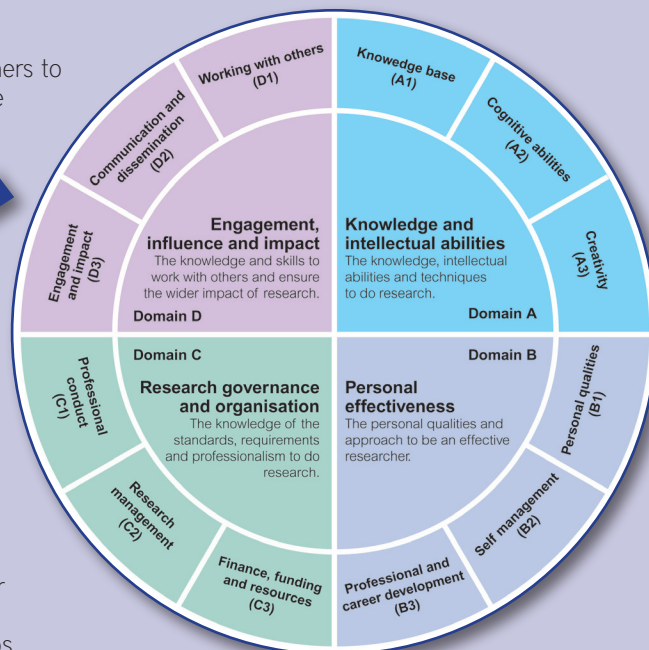 Working with others
(D1)
Knowedge base
(A1)
Communication and
dissemination
(D2)
Cognitive abilities
(A2)
Engagement
and impact
(D3)
Creativity
(A3)
Engagement,
influence and impact
The knowledge and skills to
work with others and ensure
the wider impact of research.
Domain D
Knowledge and
intellectual abilities
The knowledge, intellectual
abilities and techniques
to do research.
Domain A
Domain C
Research governance
and organisation
The knowledge of the
standards, requirements
and professionalism to do
research.
Domain B
Personal
effectiveness
The personal qualities and
approach to be an effective
researcher.
Professional
conduct
(C1)
Personal qualities
(B1)
Research
management
(C2)
Self management
(B2)
Finance, funding
and resources
(C3)
Professional and
career development
(B3)
to